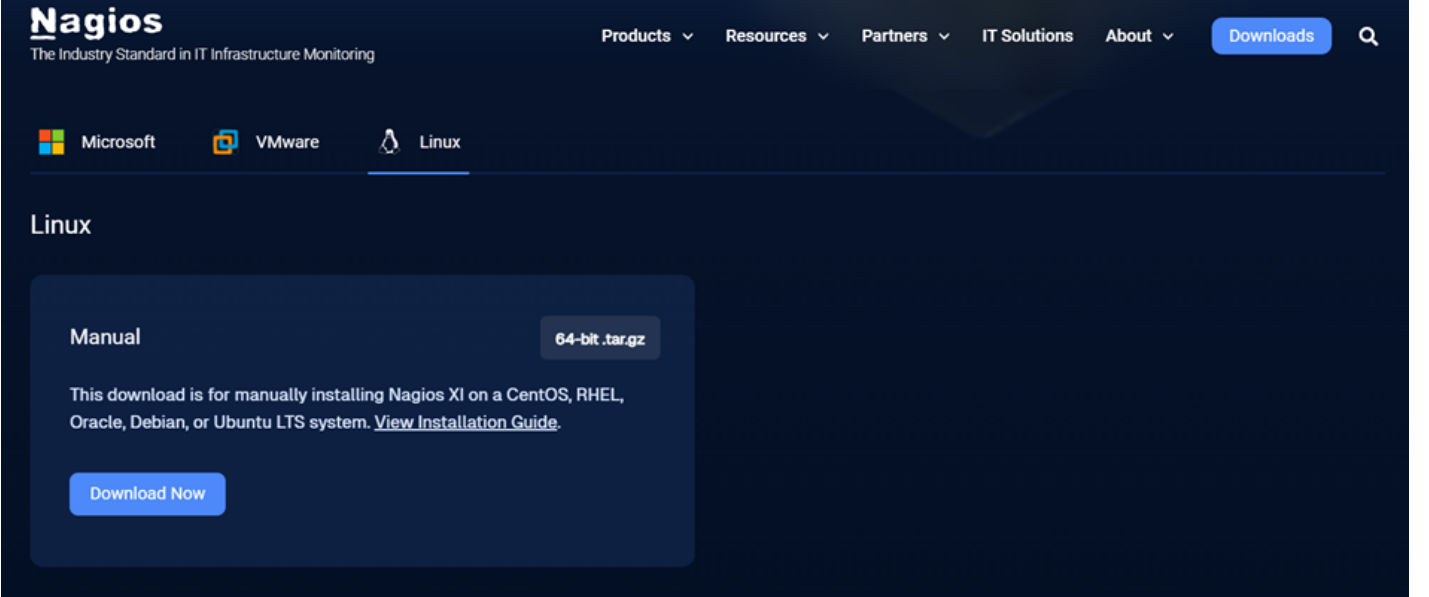 Nagios
The Industry Standard in IT Infrastructure Monitoring
Products Resources Partners IT Solutions About Downloads
Microsoft VMware Linux
Linux
Manual 64-bit .tar.gz
This download is for manually installing Nagios XI on a CentOS, RHEL,
Oracle, Debian, or Ubuntu LTS system. View Installation Guide.
Download Now